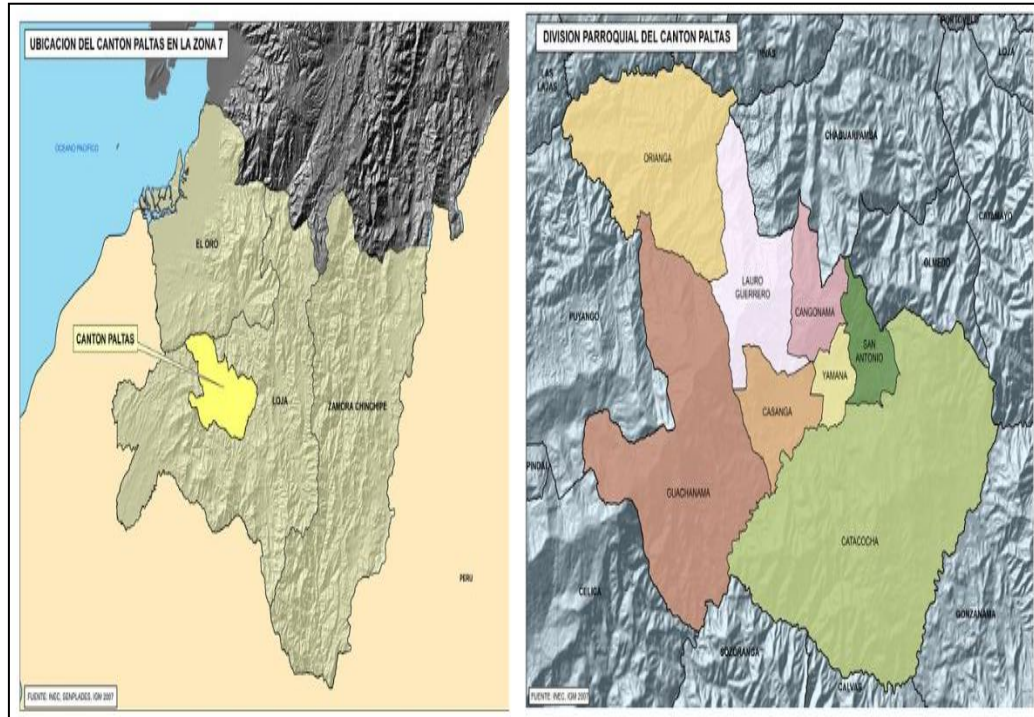 UBICACION DEL CANTON PALTAS EN LA ZONA 7
OCEANO PACIFICO
EL ORO
CANTON PALTAS
LOJA
ZAMORA CHINCHIPE
PERU
FUENTE: INEC, SENPLADES, IGM 2007
DIVISION PARROQUIAL DEL CANTON PALTAS
PORTOVELO
LAS
LAJAS
LOJA
CHAGUARPAMBA
ORIANGA
CATAMAYO
OLMEDO
LAURO
GUERRERO
CANGONAMA
PUYANGO
SAN
ANTONIO
YAMANA
CASANGA
PINDAL
GUACHANAMA
CATACOCHA
CELICA
GONZANAMA
SOZORANGA
CALVAS
FUENTE: INEC, IGM 2007